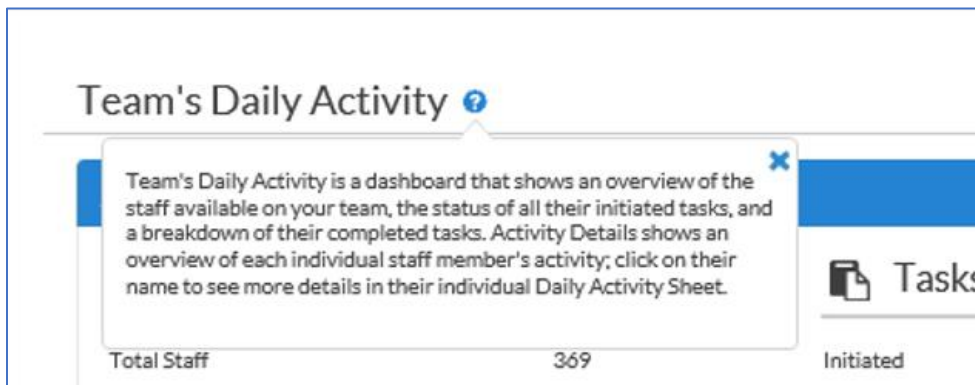 Team's Daily Activity ?
Team's Daily Activity is a dashboard that shows an overview of the
staff available on your team, the status of all their initiated tasks, and
a breakdown of their completed tasks. Activity Details shows an
overview of each individual staff member's activity; click on their
name to see more details in their individual Daily Activity Sheet.
Tasks
Total Staff 369 Initiated